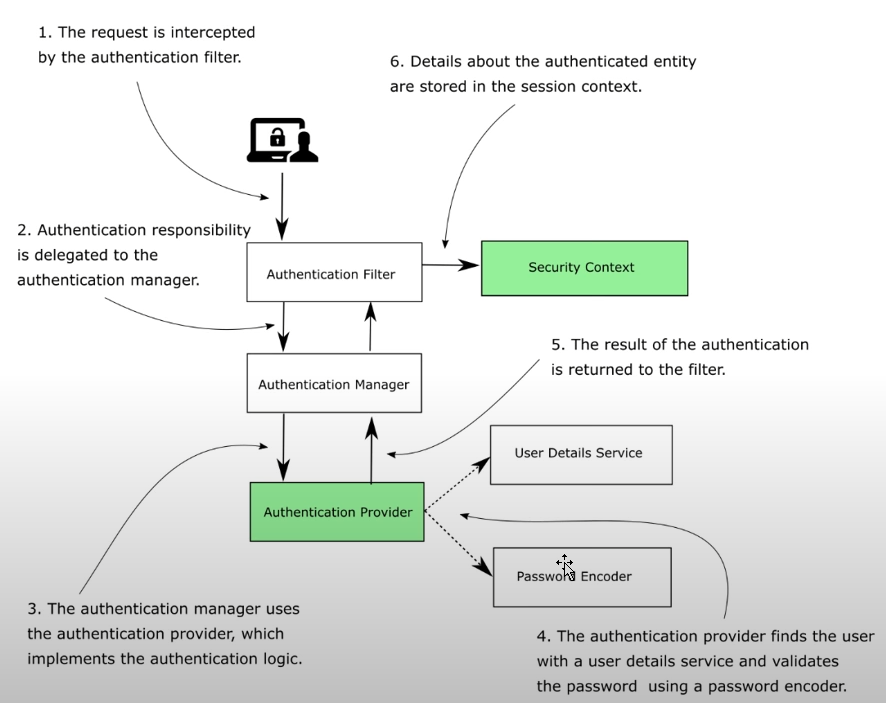 1. The request is intercepted
by the authentication filter.
6. Details about the authenticated entity
are stored in the session context.
2. Authentication responsibility
is delegated to the
authentication manager.
Authentication Filter
Security Context
5. The result of the authentication
is returned to the filter.
Authentication Manager
User Details Service
Authentication Provider
Password Encoder
3. The authentication manager uses
the authentication provider, which
implements the authentication logic.
4. The authentication provider finds the user
with a user details service and validates
the password using a password encoder.